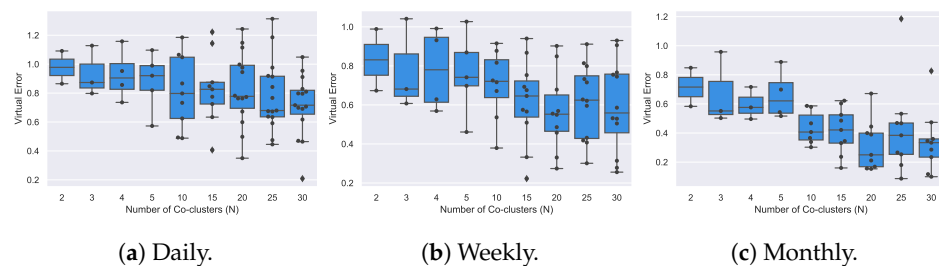 Virtual Error
1.2
1.0
0.8
0.6
0.4
0.2
2 3 4 5 10 15 20 25 30
Number of Co-clusters (N)
(a) Daily.
Virtual Error
1.0
0.8
0.6
0.4
0.2
2 3 4 5 10 15 20 25 30
Number of Co-clusters (N)
(b) Weekly.
Virtual Error
1.2
1.0
0.8
0.6
0.4
0.2
2 3 4 5 10 15 20 25 30
Number of Co-clusters (N)
(c) Monthly.